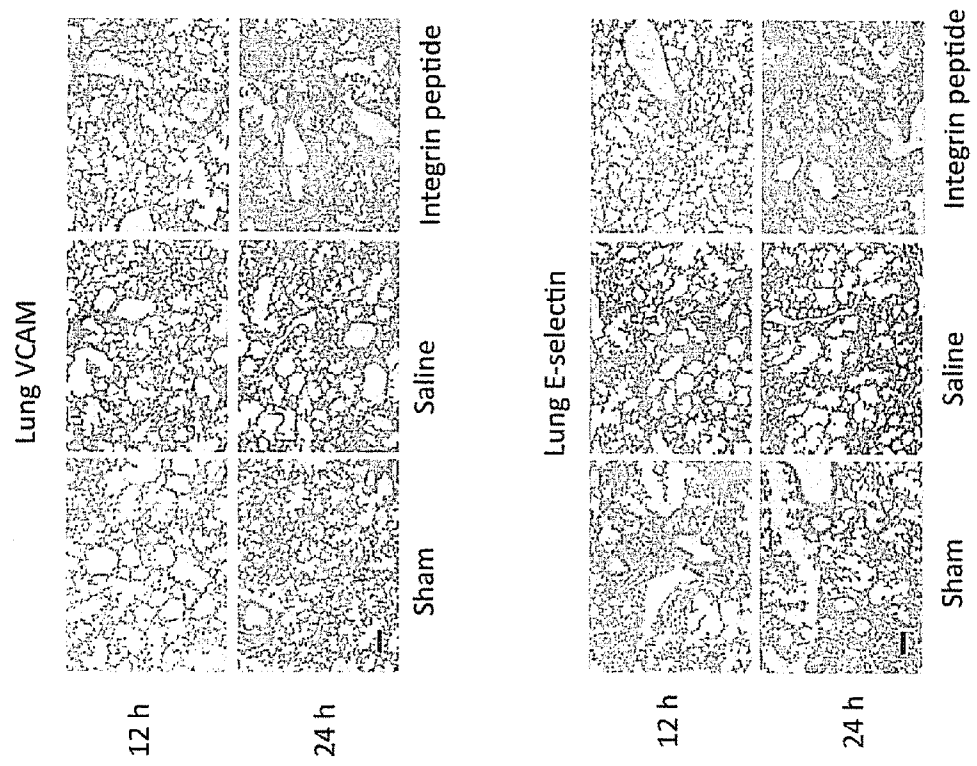 Lung VCAM
12 h
24 h
Sham
Saline
Integrin peptide
Lung E-selectin
12 h
24 h
Sham
Saline
Integrin peptide